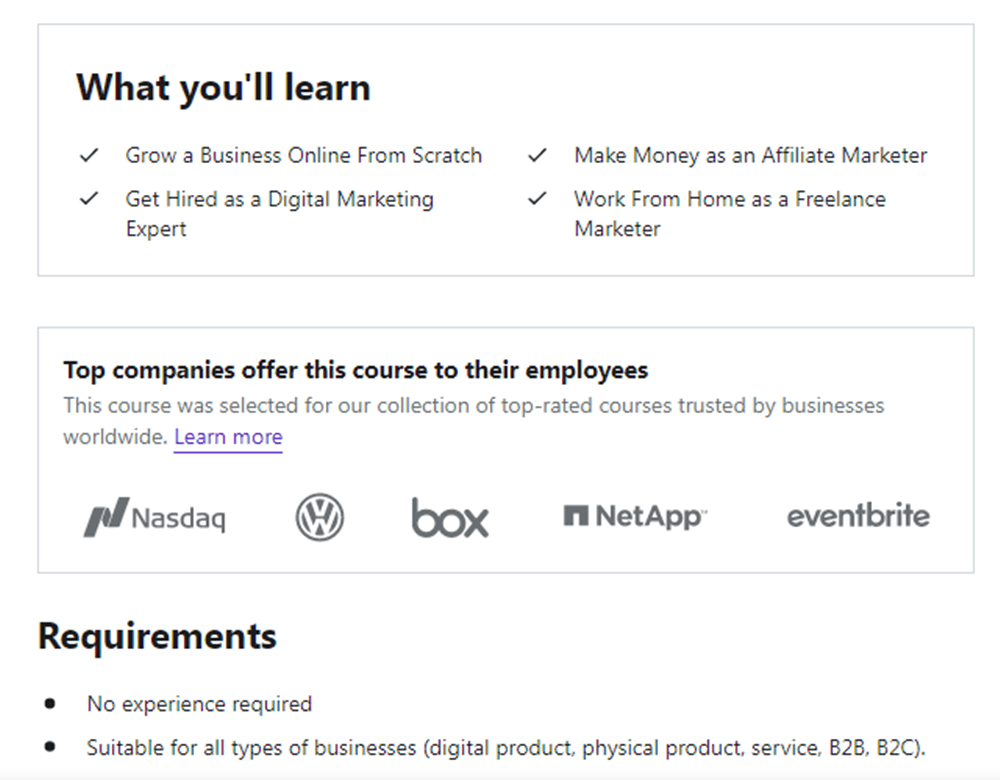 What you'll learn
Grow a Business Online From Scratch
Make Money as an Affiliate Marketer
Get Hired as a Digital Marketing
Expert
Work From Home as a Freelance
Marketer
Top companies offer this course to their employees
This course was selected for our collection of top-rated courses trusted by businesses
worldwide. Learn more
Nasdaq
VW
box
NetApp™
eventbrite
Requirements
No experience required
Suitable for all types of businesses (digital product, physical product, service, B2B, B2C).